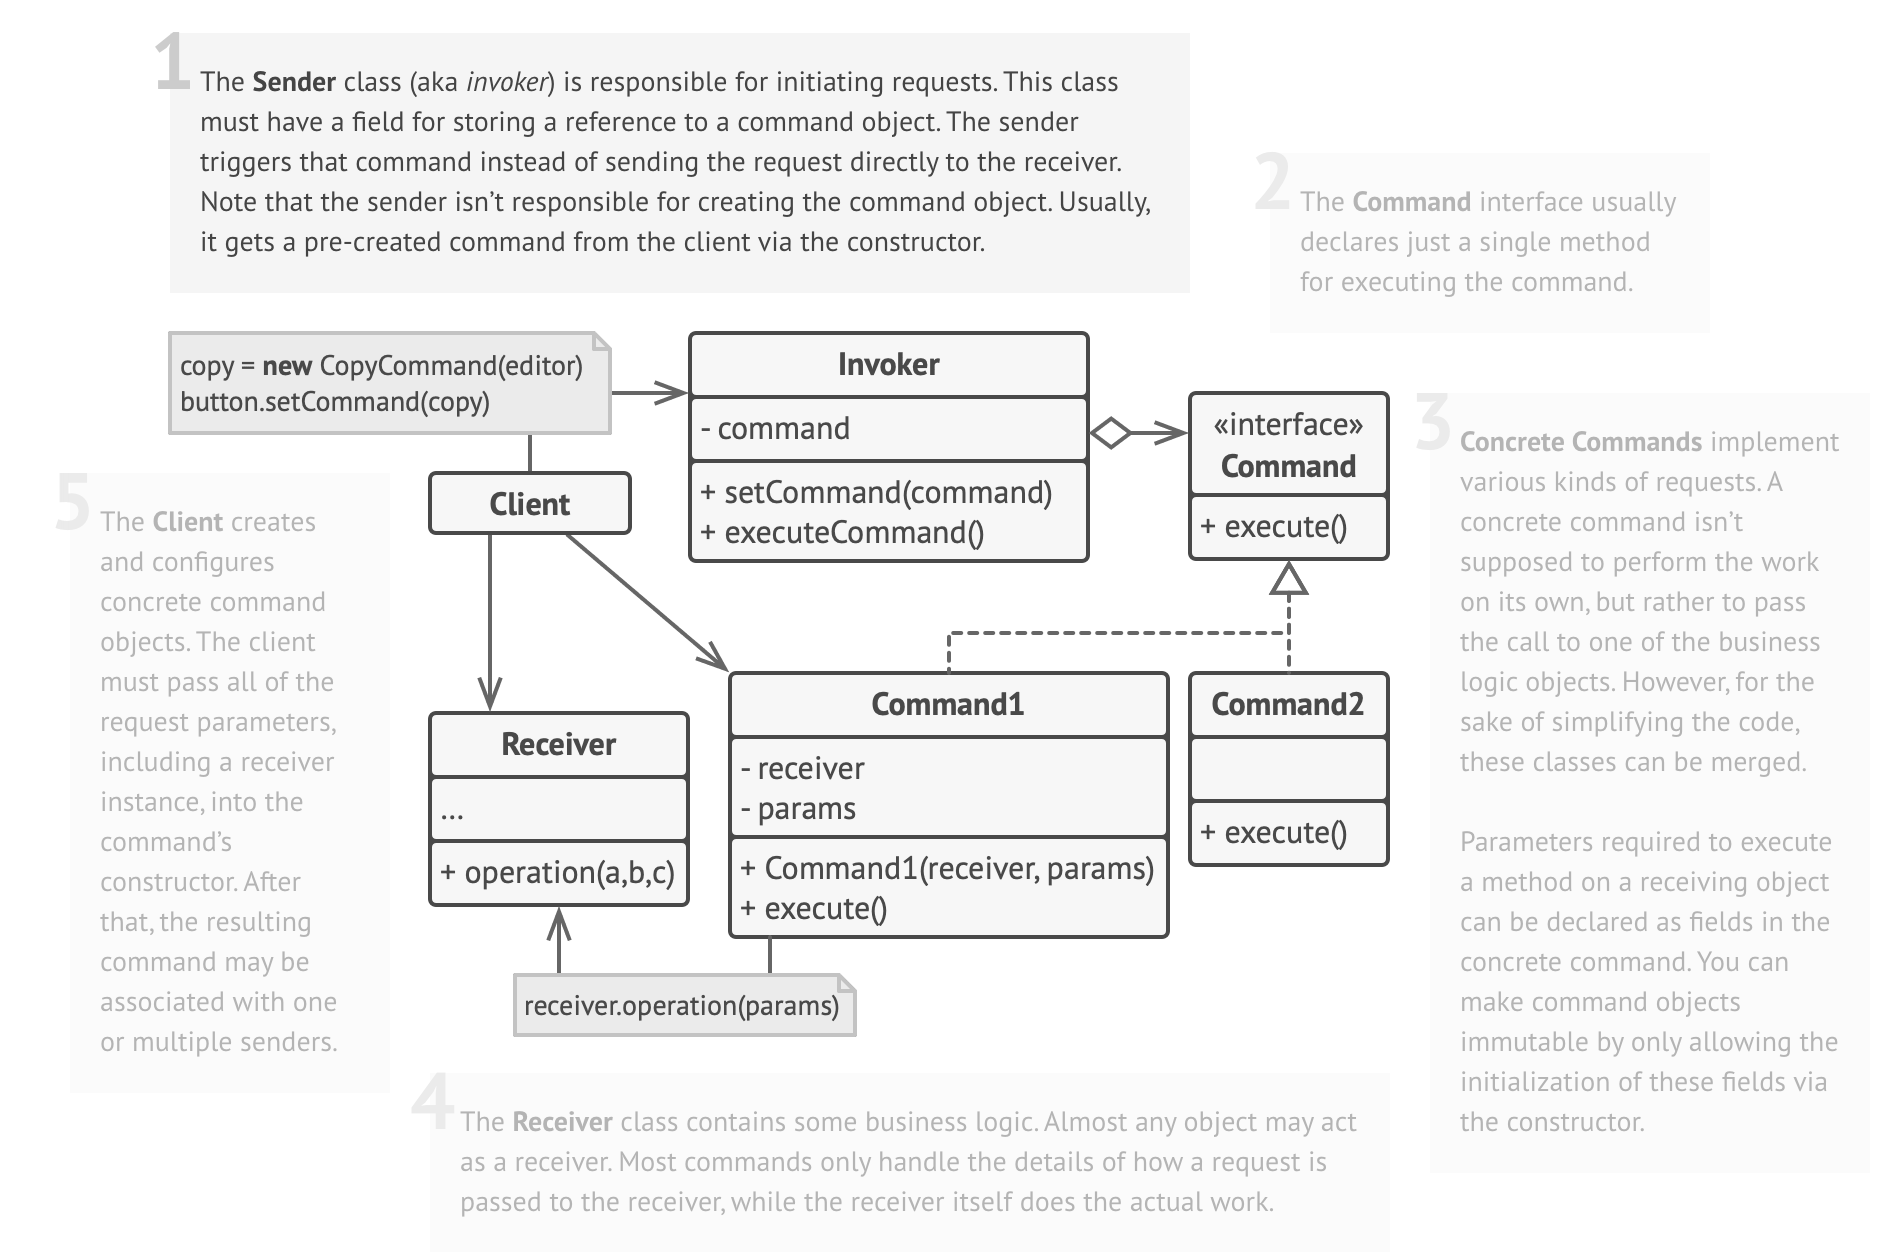 1
The Sender class (aka invoker) is responsible for initiating requests. This class
must have a field for storing a reference to a command object. The sender
triggers that command instead of sending the request directly to the receiver.
Note that the sender isn’t responsible for creating the command object. Usually,
it gets a pre-created command from the client via the constructor.
2
The Command interface usually
declares just a single method
for executing the command.
copy = new CopyCommand(editor)
button.setCommand(copy)
Invoker
- command
+ setCommand(command)
+ executeCommand()
«interface»
Command
+ execute()
3
Concrete Commands implement
various kinds of requests. A
concrete command isn’t
supposed to perform the work
on its own, but rather to pass
the call to one of the business
logic objects. However, for the
sake of simplifying the code,
these classes can be merged.
Parameters required to execute
a method on a receiving object
can be declared as fields in the
concrete command. You can
make command objects
immutable by only allowing the
initialization of these fields via
the constructor.
5
The Client creates
and configures
concrete command
objects. The client
must pass all of the
request parameters,
including a receiver
instance, into the
command’s
constructor. After
that, the resulting
command may be
associated with one
or multiple senders.
Client
Receiver
...
+ operation(a,b,c)
Command1
- receiver
- params
+ Command1(receiver, params)
+ execute()
Command2
+ execute()
receiver.operation(params)
4
The Receiver class contains some business logic. Almost any object may act
as a receiver. Most commands only handle the details of how a request is
passed to the receiver, while the receiver itself does the actual work.